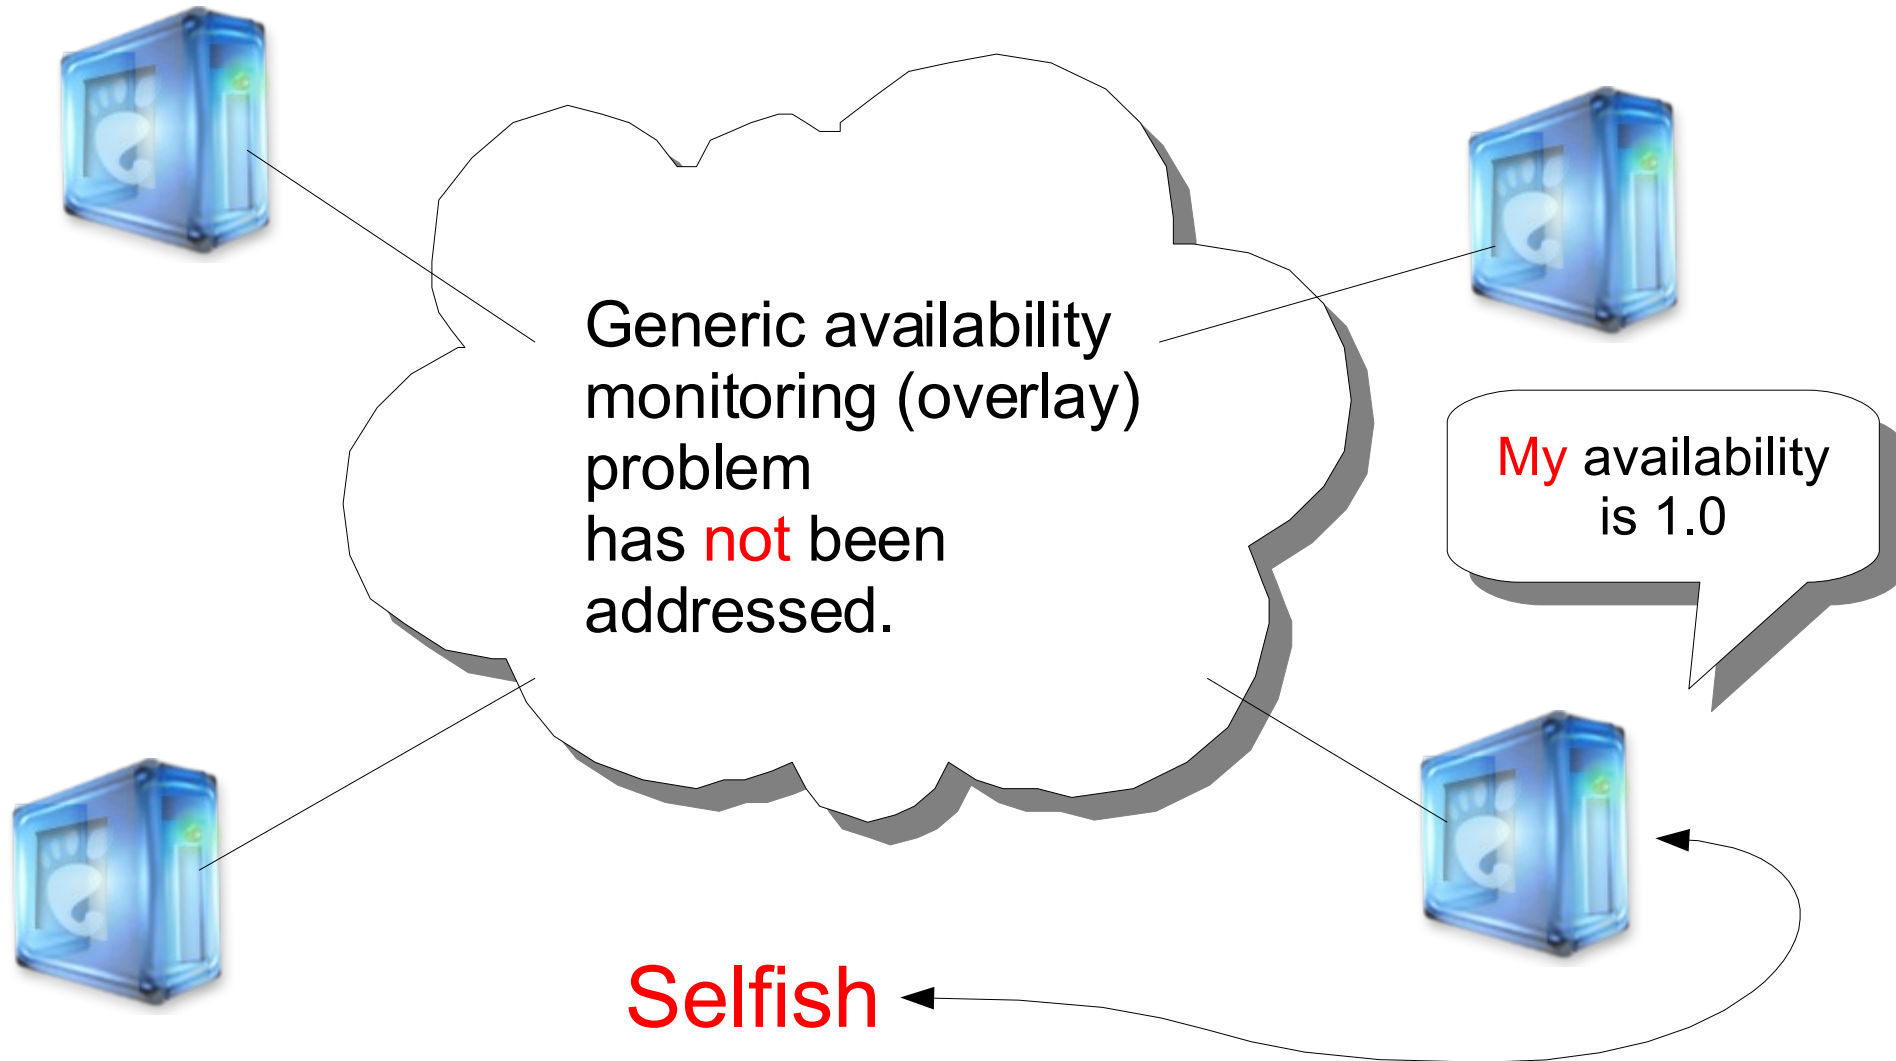 Generic availability
monitoring (overlay)
problem
has not been
addressed.
My availability
is 1.0
Selfish